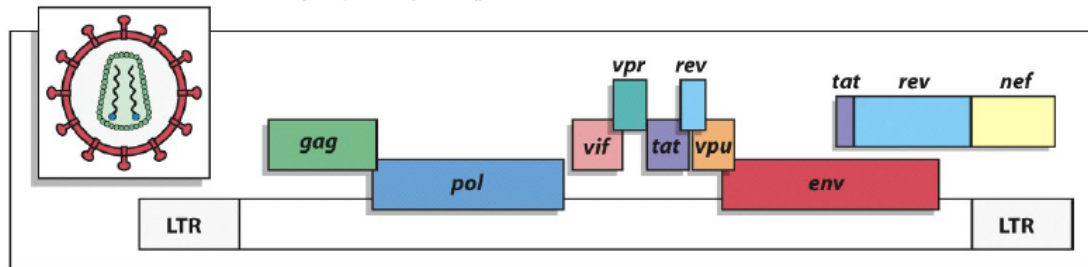 vpr rev tat rev nef
gag vif tat vpu
pol env
LTR LTR